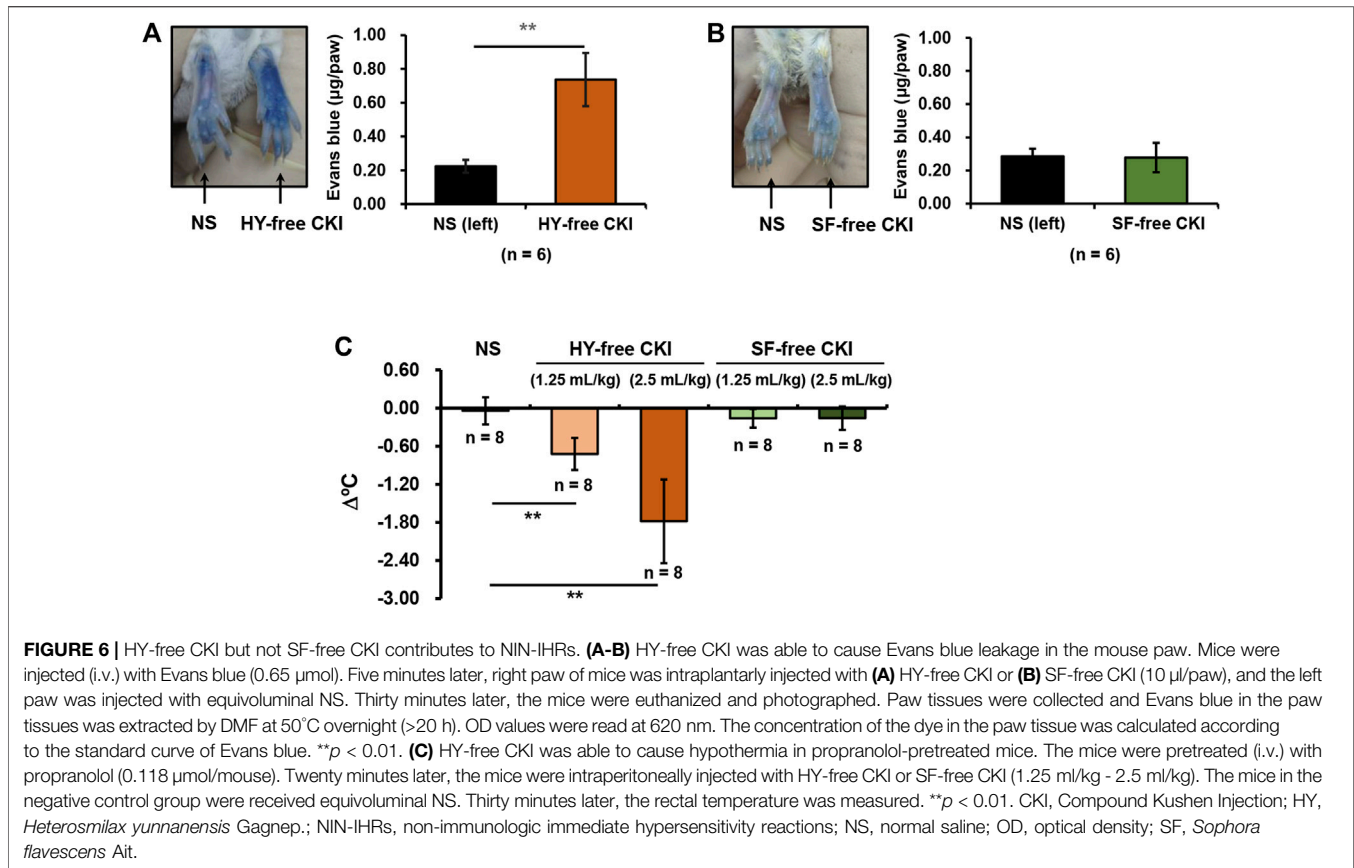 A
B
**
1.00
0.80
0.60
0.40
0.20
0.00
Evans blue (µg/paw)
NS (left) HY-free CKI
(n = 6)
NS HY-free CKI
1.00
0.80
0.60
0.40
0.20
0.00
Evans blue (µg/paw)
NS (left) SF-free CKI
(n = 6)
NS SF-free CKI
C
NS HY-free CKI SF-free CKI
(1.25 mL/kg) (2.5 mL/kg) (1.25 mL/kg) (2.5 mL/kg)
0.60
0.00
-0.60
-1.20
-1.80
-2.40
-3.00
Δ°C
n = 8
n = 8
n = 8
n = 8
n = 8
**
**
FIGURE 6 | HY-free CKI but not SF-free CKI contributes to NIN-IHRs. (A-B) HY-free CKI was able to cause Evans blue leakage in the mouse paw. Mice were
injected (i.v.) with Evans blue (0.65 µmol). Five minutes later, right paw of mice was intraplantarly injected with (A) HY-free CKI or (B) SF-free CKI (10 µl/paw), and the left
paw was injected with equivoluminal NS. Thirty minutes later, the mice were euthanized and photographed. Paw tissues were collected and Evans blue in the paw
tissues was extracted by DMF at 50°C overnight (>20 h). OD values were read at 620 nm. The concentration of the dye in the paw tissue was calculated according
to the standard curve of Evans blue. **p < 0.01. (C) HY-free CKI was able to cause hypothermia in propranolol-pretreated mice. The mice were pretreated (i.v.) with
propranolol (0.118 µmol/mouse). Twenty minutes later, the mice were intraperitoneally injected with HY-free CKI or SF-free CKI (1.25 ml/kg - 2.5 ml/kg). The mice in the
negative control group were received equivoluminal NS. Thirty minutes later, the rectal temperature was measured. **p < 0.01. CKI, Compound Kushen Injection; HY,
Heterosmilax yunnanensis Gagnep.; NIN-IHRs, non-immunologic immediate hypersensitivity reactions; NS, normal saline; OD, optical density; SF, Sophora
flavescens Ait.